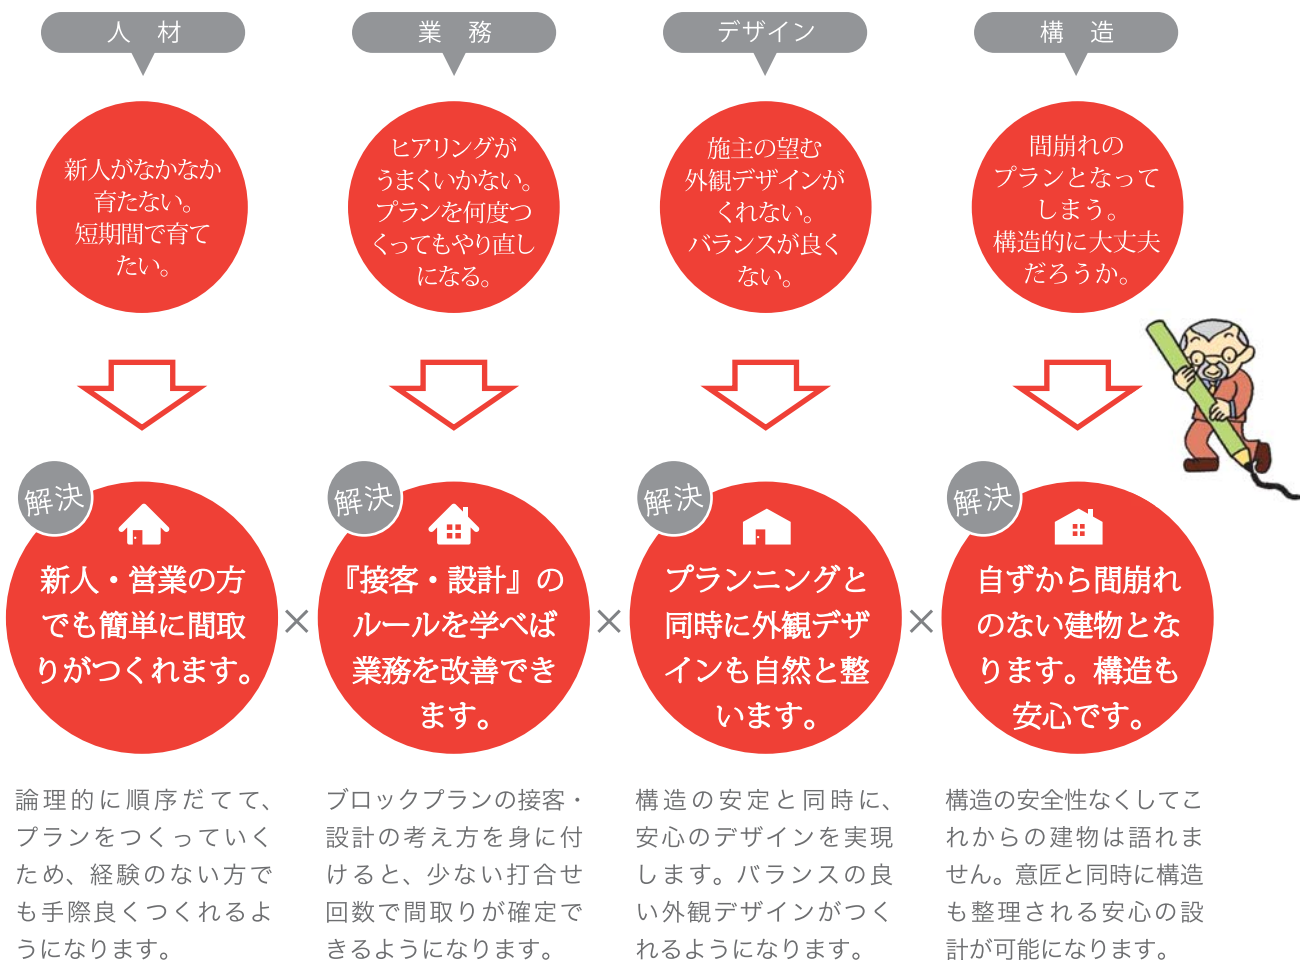 人材
新人がなかなか
育たない。
短期間で育て
たい。
業務
ヒアリングが
うまくいかない。
プランを何度つ
くってもやり直し
になる。
デザイン
施主の望む
外観デザインが
くれない。
バランスが良く
ない。
構造
間崩れの
プランとなって
しまう。
構造的に大丈夫
だろうか。
解決
新人・営業の方
でも簡単に間取
りがつくれます。
論理的に順序だてて、
プランをつくっていく
ため、経験のない方で
も手際良くつくれるよ
うになります。
×
解決
『接客・設計』の
ルールを学べば
業務を改善でき
ます。
ブロックプランの接客・
設計の考え方を身に付
けると、少ない打合せ
回数で間取りが確定で
きるようになります。
×
解決
プランニングと
同時に外観デザ
インも自然と整
います。
構造の安定と同時に、
安心のデザインを実現
します。バランスの良
い外観デザインがつく
れるようになります。
×
解決
自ずから間崩れ
のない建物とな
ります。構造も
安心です。
構造の安全性なくしてこ
れからの建物は語れま
せん。意匠と同時に構造
も整理される安心の設
計が可能になります。